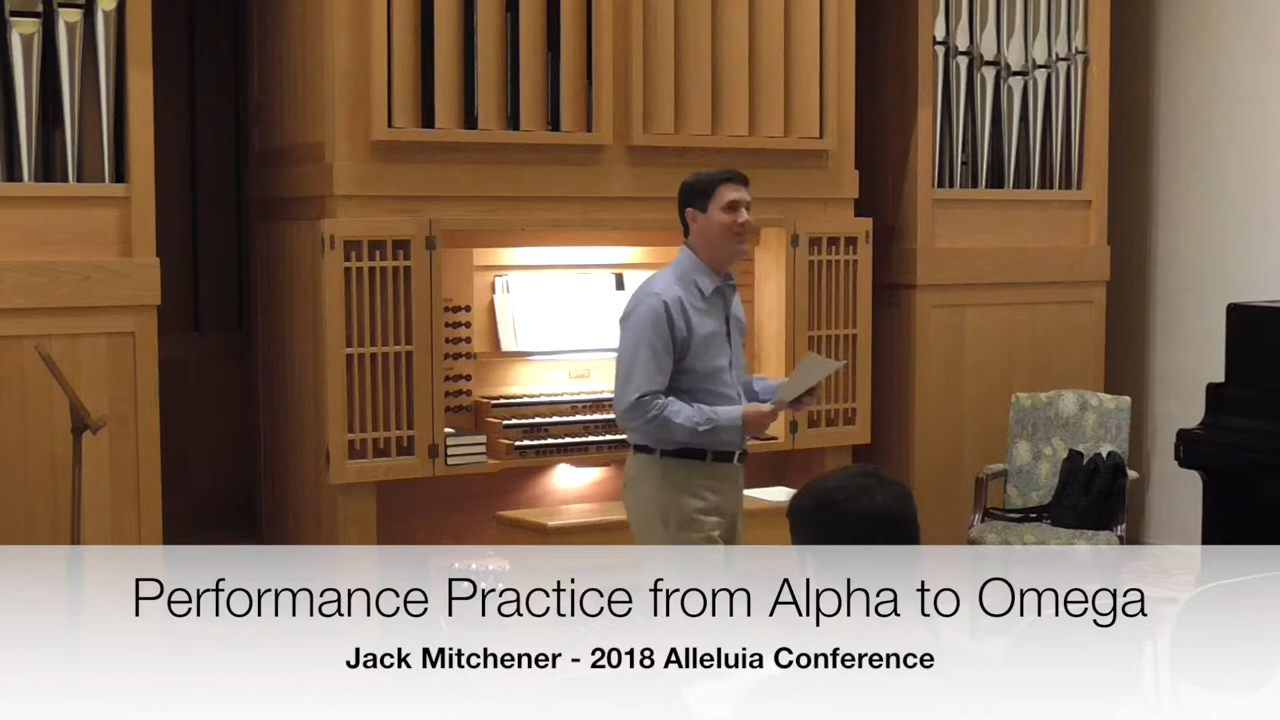 Performance Practice from Alpha to Omega
Jack Mitchener - 2018 Alleluia Conference